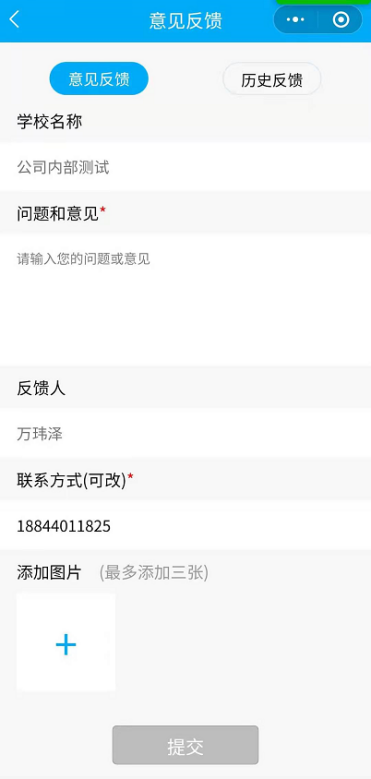 意见反馈
意见反馈 历史反馈
学校名称
公司内部测试
问题和意见*
请输入您的问题或意见
反馈人
万玮泽
联系方式(可改)*
18844011825
添加图片 (最多添加三张)
提交